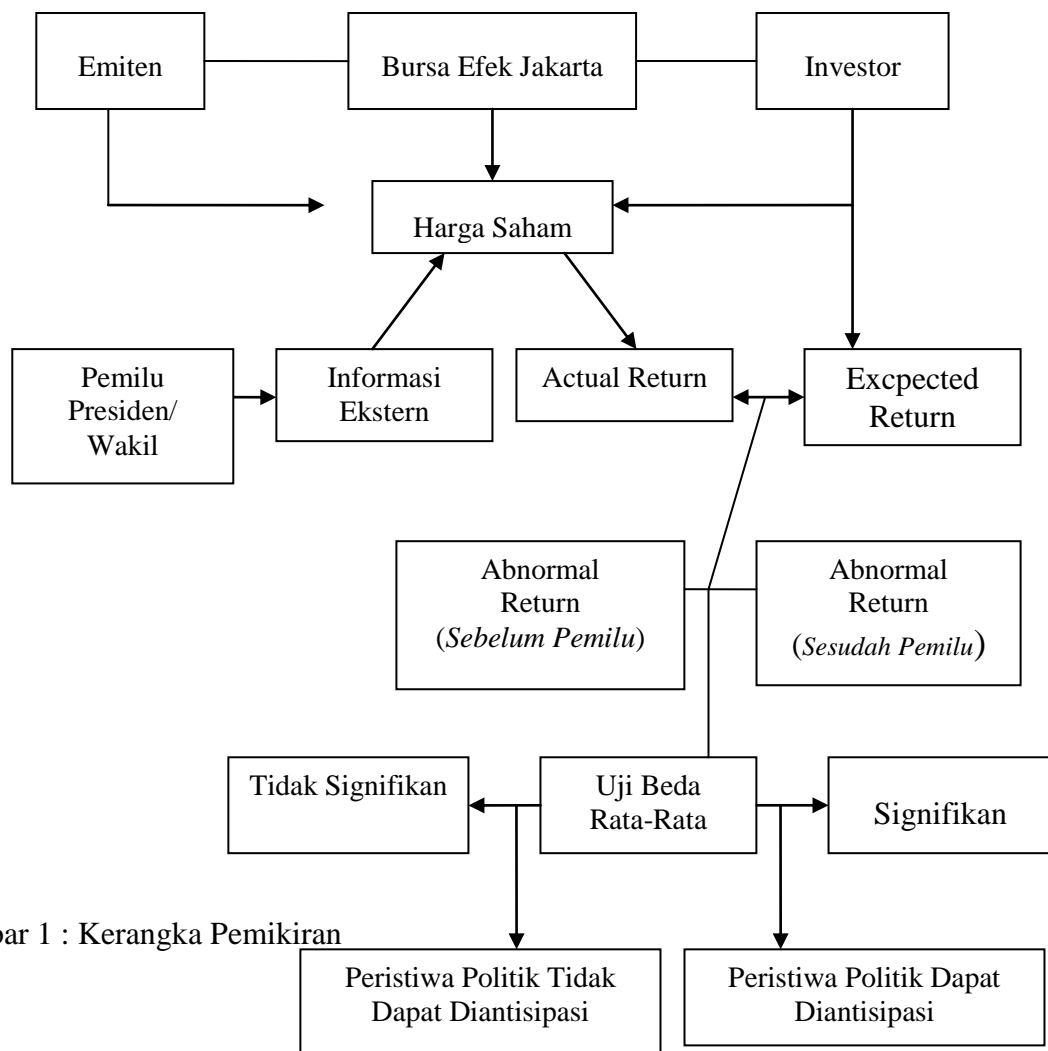 Emiten
Bursa Efek Jakarta
Investor
Harga Saham
Pemilu
Presiden/
Wakil
Informasi
Ekstern
Actual Return
Excpected
Return
Abnormal
Return
(Sebelum Pemilu)
Abnormal
Return
(Sesudah Pemilu)
Tidak Signifikan
Uji Beda
Rata-Rata
Signifikan
bar 1 : Kerangka Pemikiran
Peristiwa Politik Tidak
Dapat Diantisipasi
Peristiwa Politik Dapat
Diantisipasi